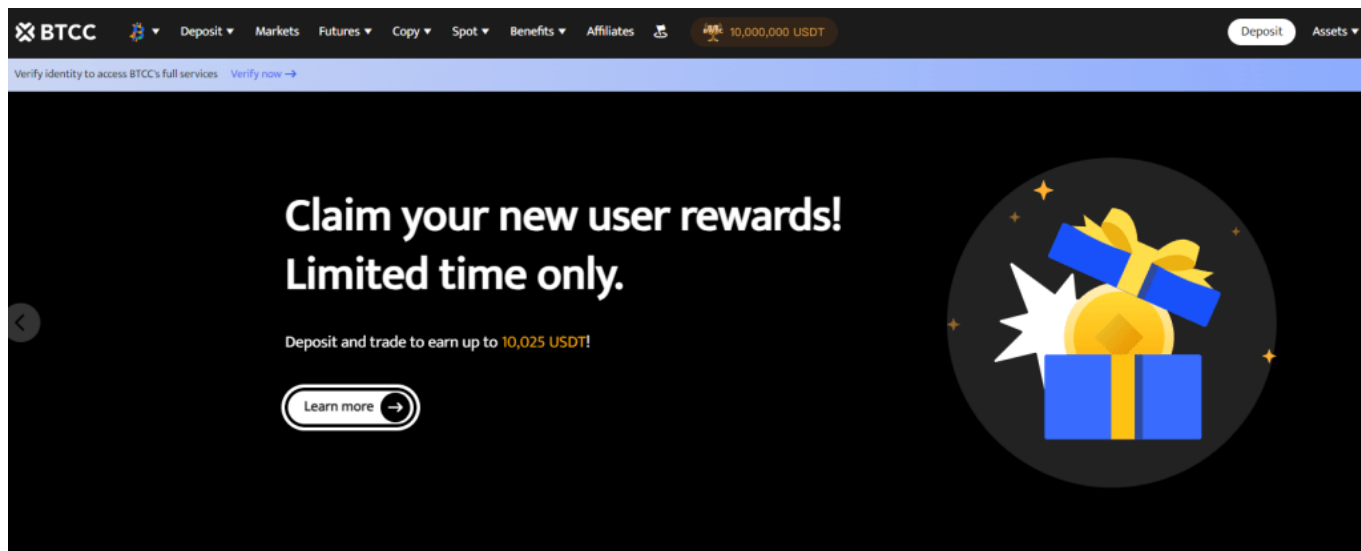 BTCC Deposit Markets Futures Copy Spot Benefits Affiliates 10,000,000 USDT Deposit Assets
Verify identity to access BTCC's full services Verify now
Claim your new user rewards!
Limited time only.
Deposit and trade to earn up to 10,025 USDT!
Learn more